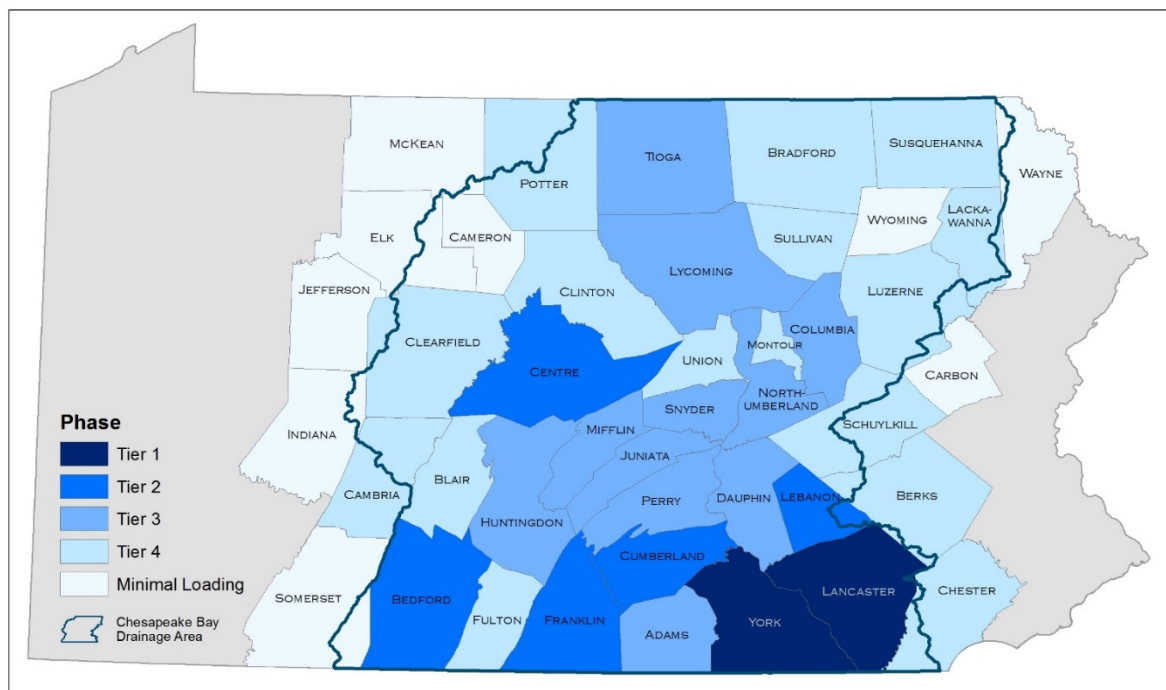 McKean
Susquehanna
Tioga
Bradford
Potter
Wayne
Wyoming
Lacka-
wanna
Elk
Cameron
Sullivan
Lycoming
Jefferson
Clinton
Luzerne
Columbia
Clearfield
Montour
Union
Centre
Carbon
North-
umberland
Snyder
Schuylkill
Mifflin
Indiana
Juniata
Blair
Cambria
Perry
Dauphin
Lebanon
Berks
Huntingdon
Cumberland
Somerset
Bedford
Fulton
Franklin
Lancaster
Chester
Adams
York
Phase
Tier 1
Tier 2
Tier 3
Tier 4
Minimal Loading
Chesapeake Bay
Drainage Area